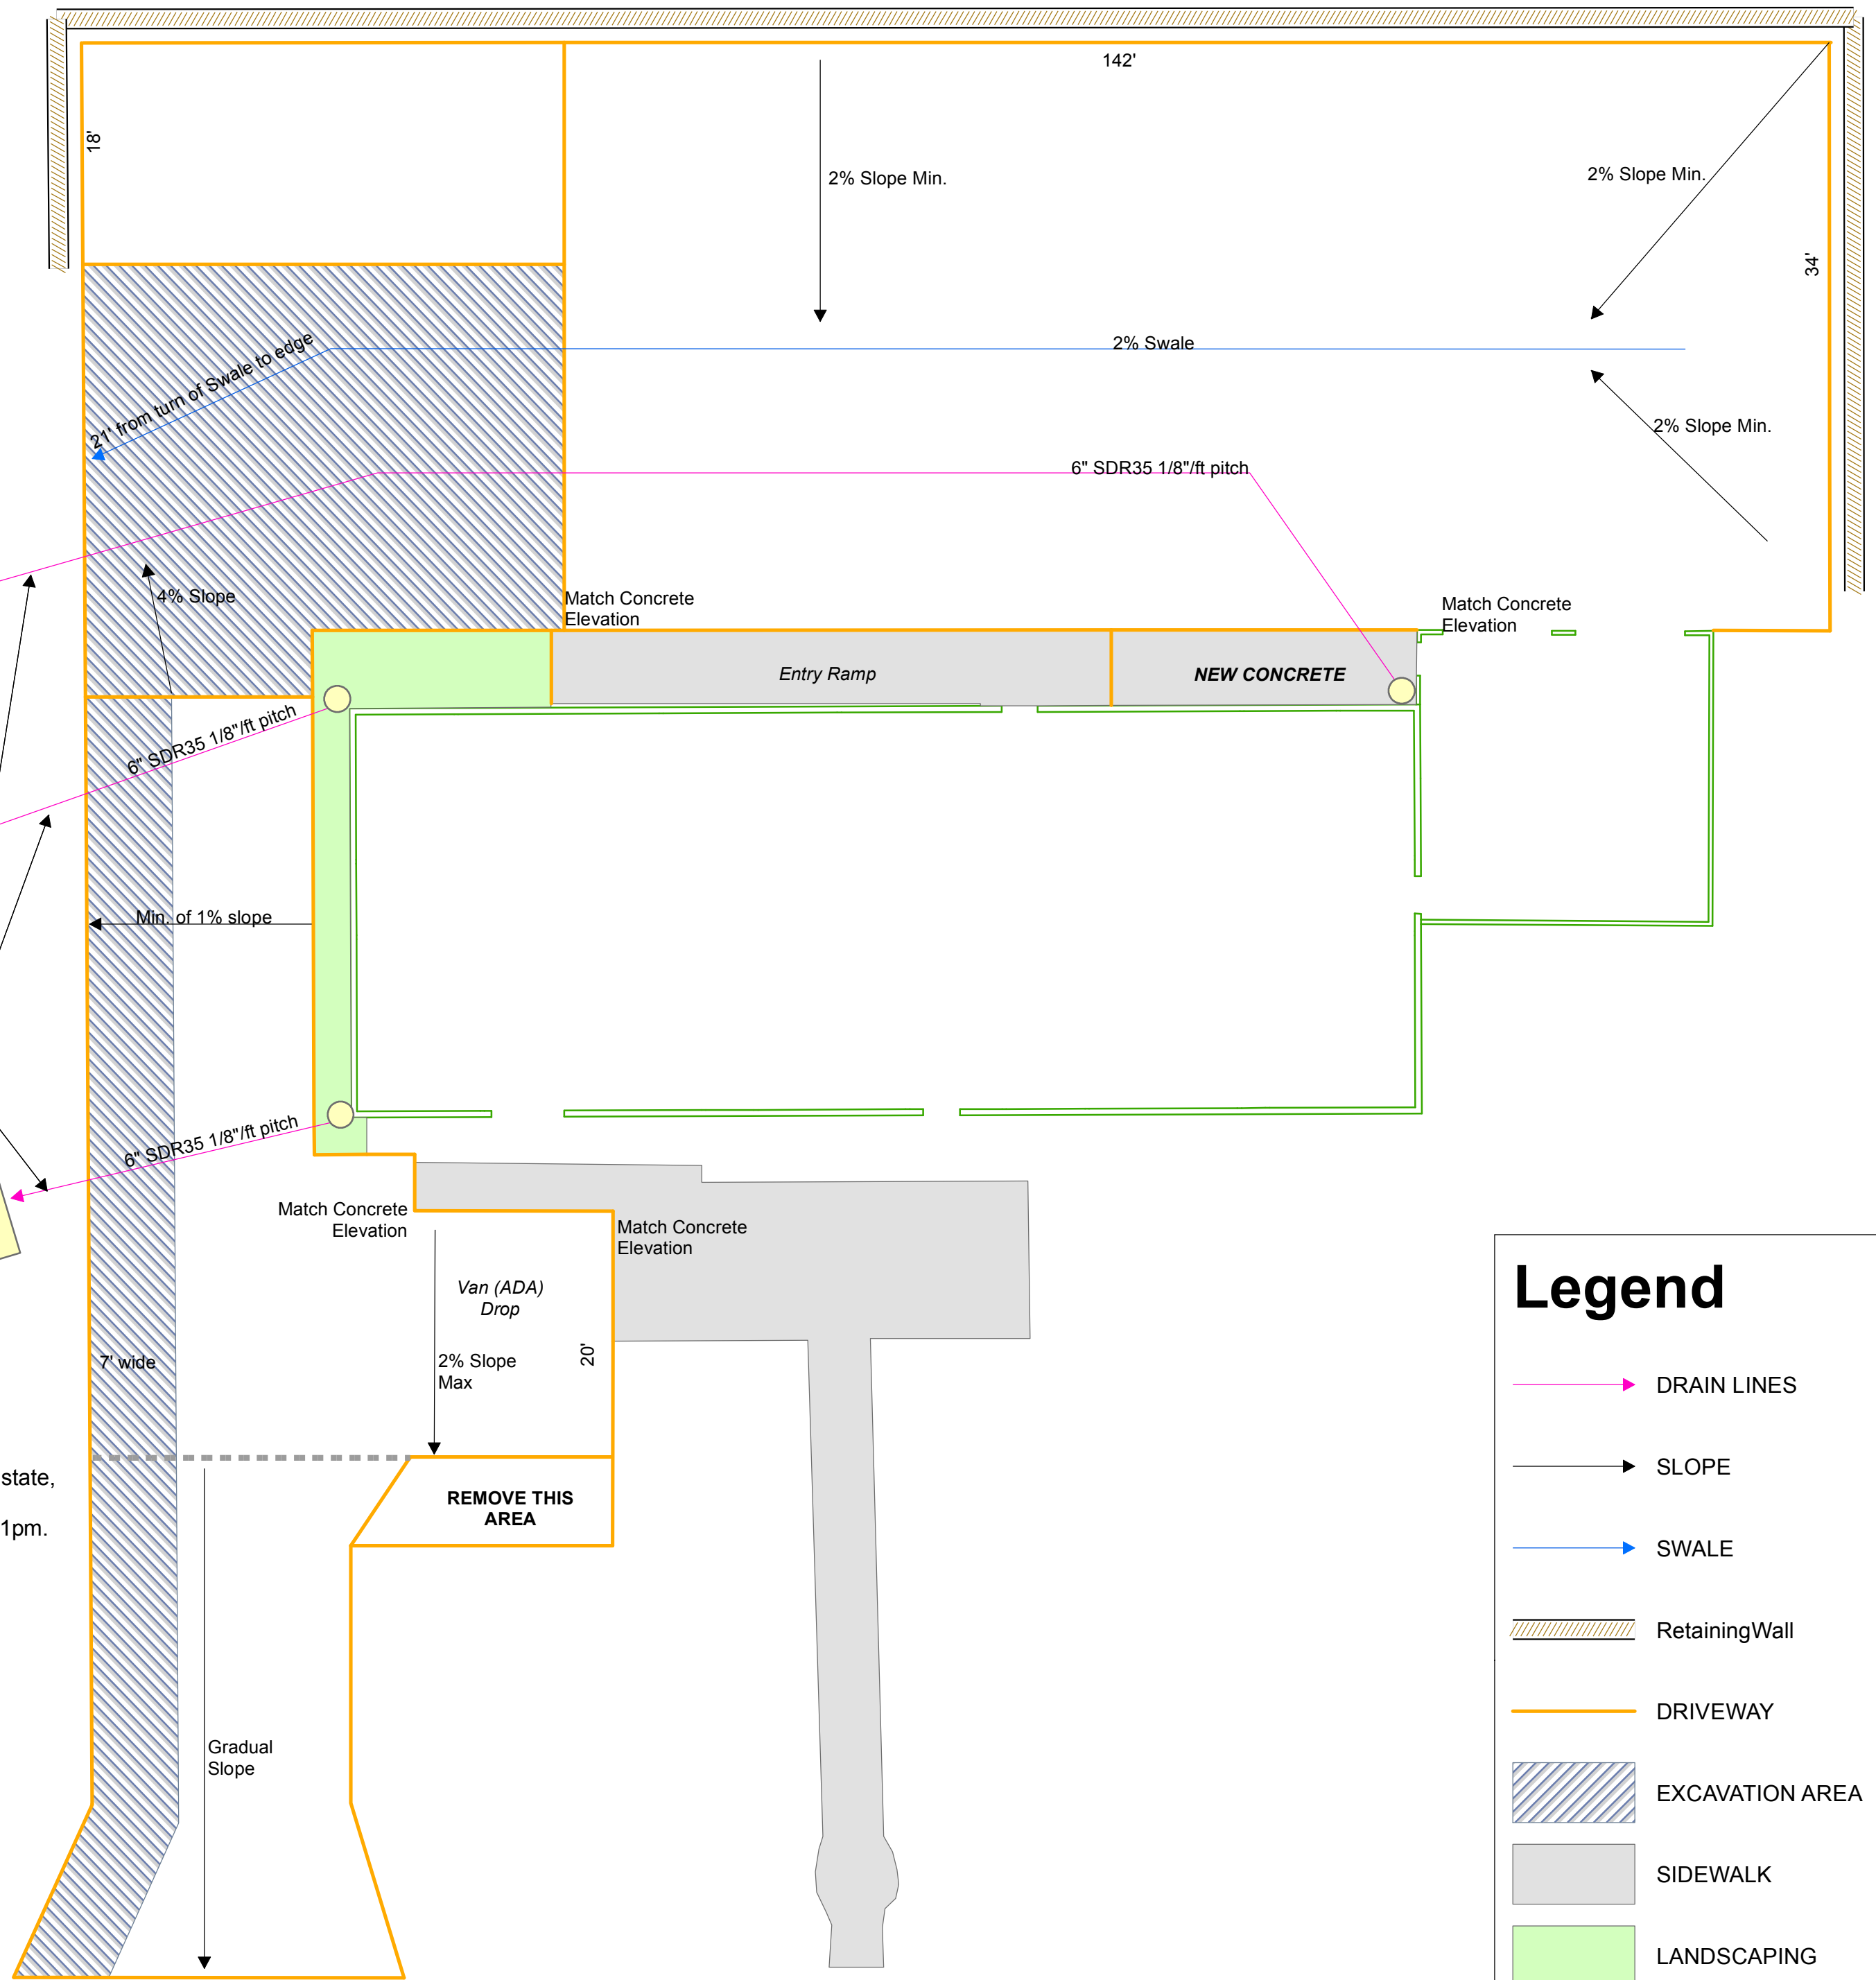 142'
18'
2% Slope Min.
2% Slope Min.
34'
2% Swale
21' from turn of Swale to edge
2% Slope Min.
6" SDR35 1/8"/ft pitch
4% Slope
Match Concrete
Elevation
Match Concrete
Elevation
Entry Ramp
NEW CONCRETE
6" SDR35 1/8"/ft pitch
Min. of 1% slope
6" SDR35 1/8"/ft pitch
Match Concrete
Elevation
Match Concrete
Elevation
Van (ADA)
Drop
20'
7' wide
2% Slope
Max
state,
1pm.
REMOVE THIS
AREA
Gradual
Slope
Legend
DRAIN LINES
SLOPE
SWALE
RetainingWall
DRIVEWAY
EXCAVATION AREA
SIDEWALK
LANDSCAPING